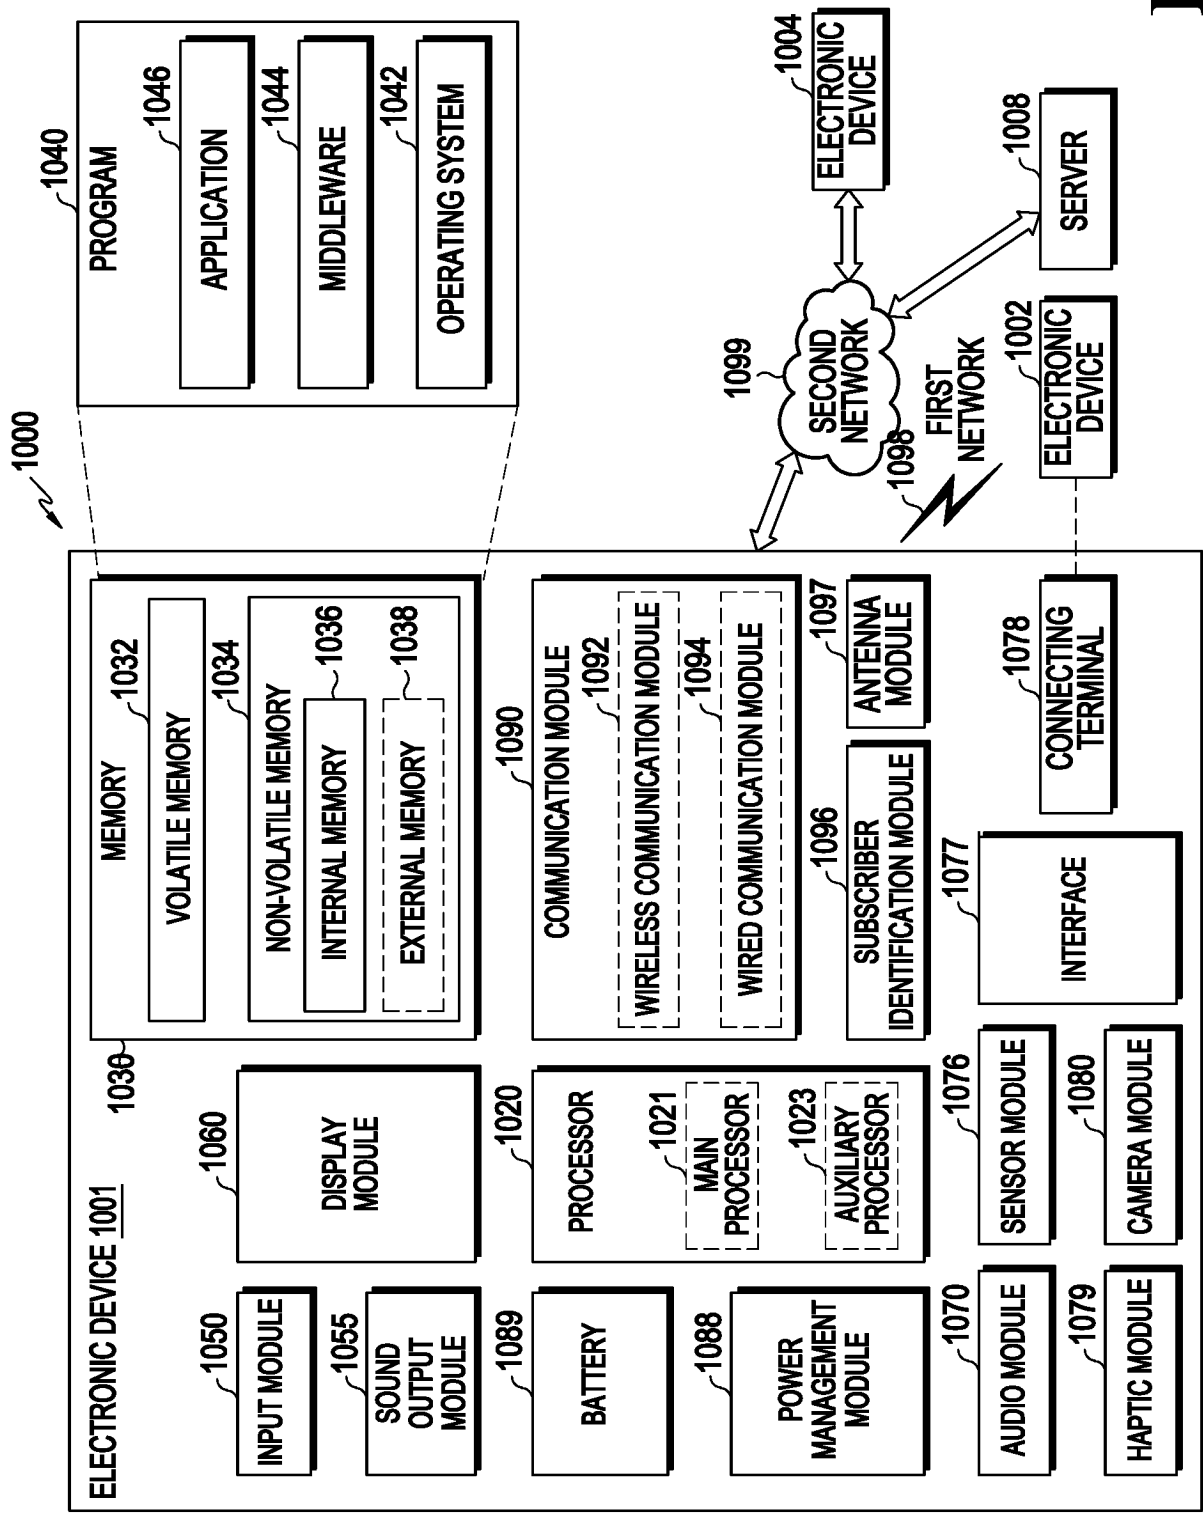 1000
ELECTRONIC DEVICE 1001
1050
INPUT MODULE
1055
SOUND
OUTPUT
MODULE
1089
BATTERY
1088
POWER
MANAGEMENT
MODULE
1070
AUDIO MODULE
1079
HAPTIC MODULE
1060
DISPLAY
MODULE
1020
PROCESSOR
1021
MAIN
PROCESSOR
1023
AUXILIARY
PROCESSOR
1076
SENSOR MODULE
1080
CAMERA MODULE
1030
MEMORY
1032
VOLATILE MEMORY
1034
NON-VOLATILE MEMORY
1036
INTERNAL MEMORY
1038
EXTERNAL MEMORY
1090
COMMUNICATION MODULE
1092
WIRELESS COMMUNICATION MODULE
1094
WIRED COMMUNICATION MODULE
1096
SUBSCRIBER
IDENTIFICATION MODULE
1097
ANTENNA
MODULE
1077
INTERFACE
1078
CONNECTING
TERMINAL
1040
PROGRAM
1046
APPLICATION
1044
MIDDLEWARE
1042
OPERATING SYSTEM
1099
SECOND
NETWORK
1004
ELECTRONIC
DEVICE
1098
FIRST
NETWORK
1002
ELECTRONIC
DEVICE
1008
SERVER